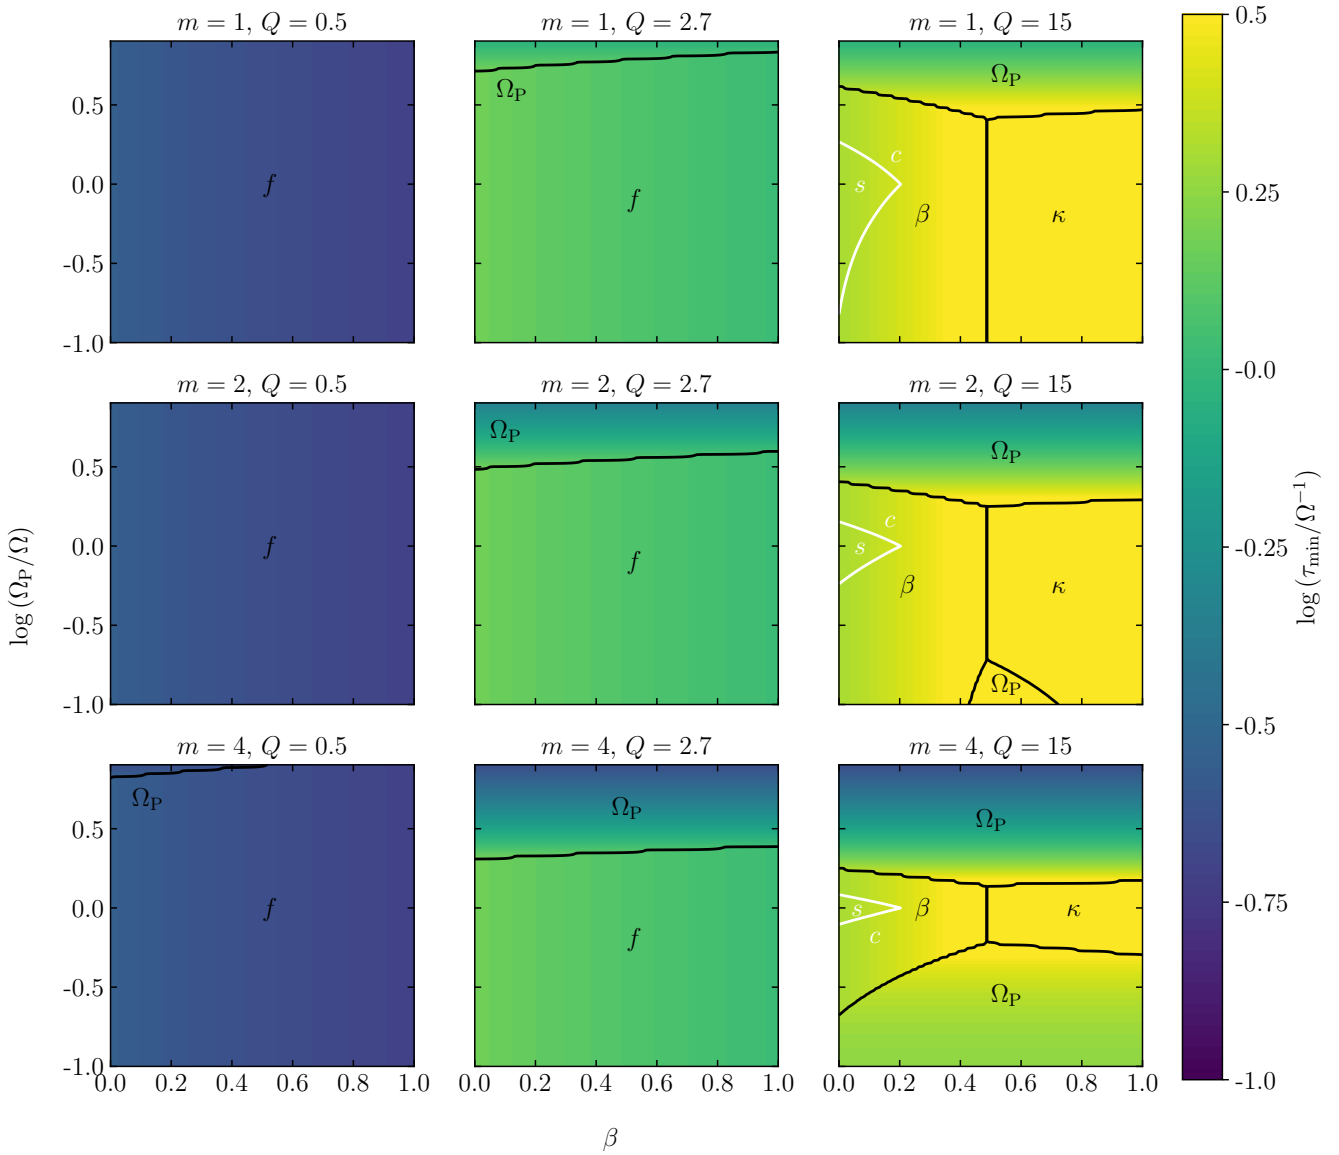 m = 1, Q = 0.5
m = 1, Q = 2.7
m = 1, Q = 15
0.5
0.0
-0.5
-1.0
f
Ω_P
f
Ω_P
c
s
β
κ
m = 2, Q = 0.5
m = 2, Q = 2.7
m = 2, Q = 15
0.5
0.0
-0.5
-1.0
f
Ω_P
f
Ω_P
c
s
β
κ
Ω_P
m = 4, Q = 0.5
m = 4, Q = 2.7
m = 4, Q = 15
0.5
0.0
-0.5
-1.0
Ω_P
f
Ω_P
f
Ω_P
s
c
β
κ
Ω_P
0.0 0.2 0.4 0.6 0.8 1.0
0.0 0.2 0.4 0.6 0.8 1.0
0.0 0.2 0.4 0.6 0.8 1.0
β
log (Ω_P/Ω)
0.5
0.25
-0.0
-0.25
-0.5
-0.75
-1.0
log (τ_min/Ω^−1)